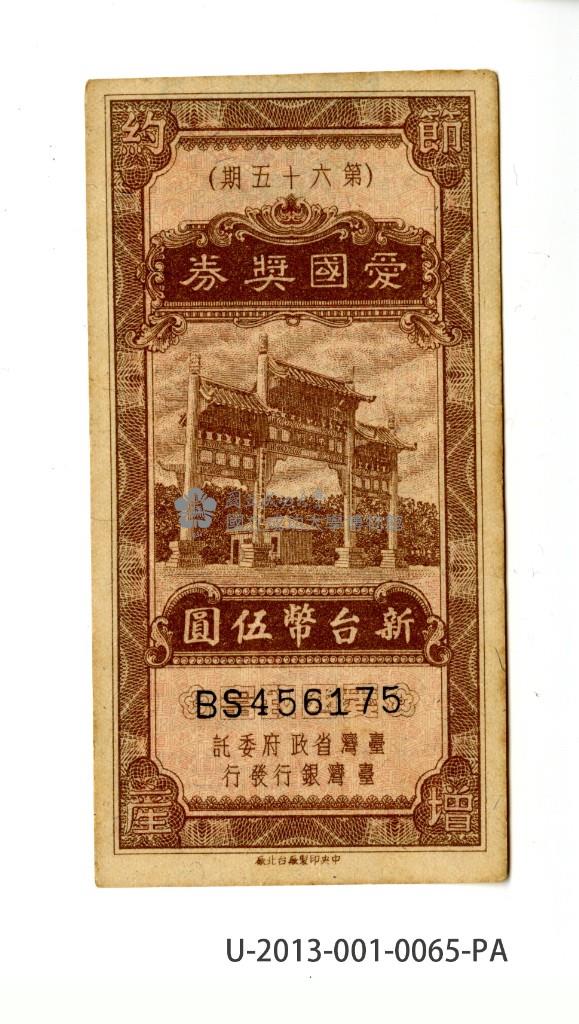 節約
(第六十五期)
愛國獎券
新台幣伍圓
BS456175
臺灣省政府委託
臺灣銀行發行
增產
中央印製廠台北廠
U-2013-001-0065-PA